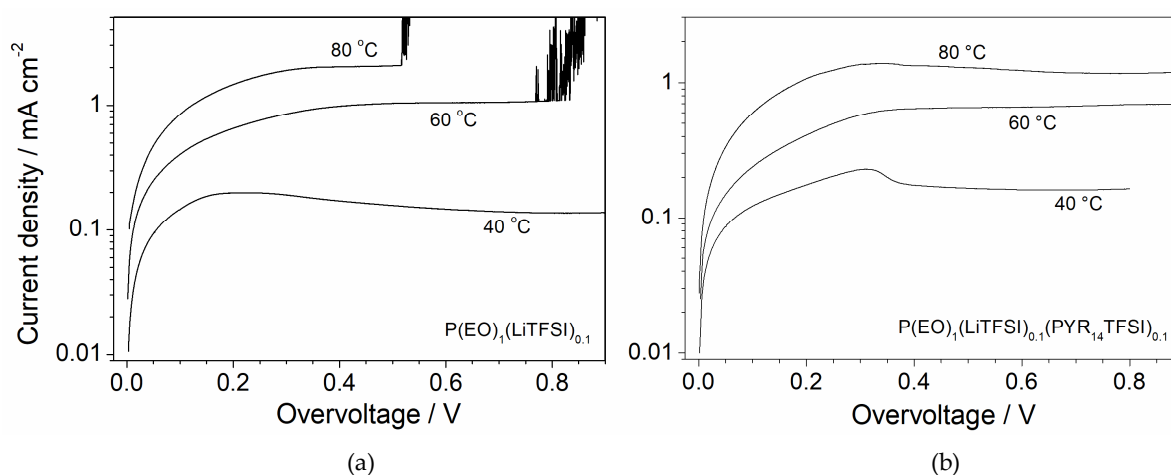 Current density / mA cm⁻²
1
0.1
0.01
80 °C
60 °C
40 °C
P(EO)₁(LiTFSI)₀.₁
0.0 0.2 0.4 0.6 0.8
Overvoltage / V
(a)
1
0.1
0.01
80 °C
60 °C
40 °C
P(EO)₁(LiTFSI)₀.₁(PYR₁₄TFSI)₀.₁
0.0 0.2 0.4 0.6 0.8
Overvoltage / V
(b)